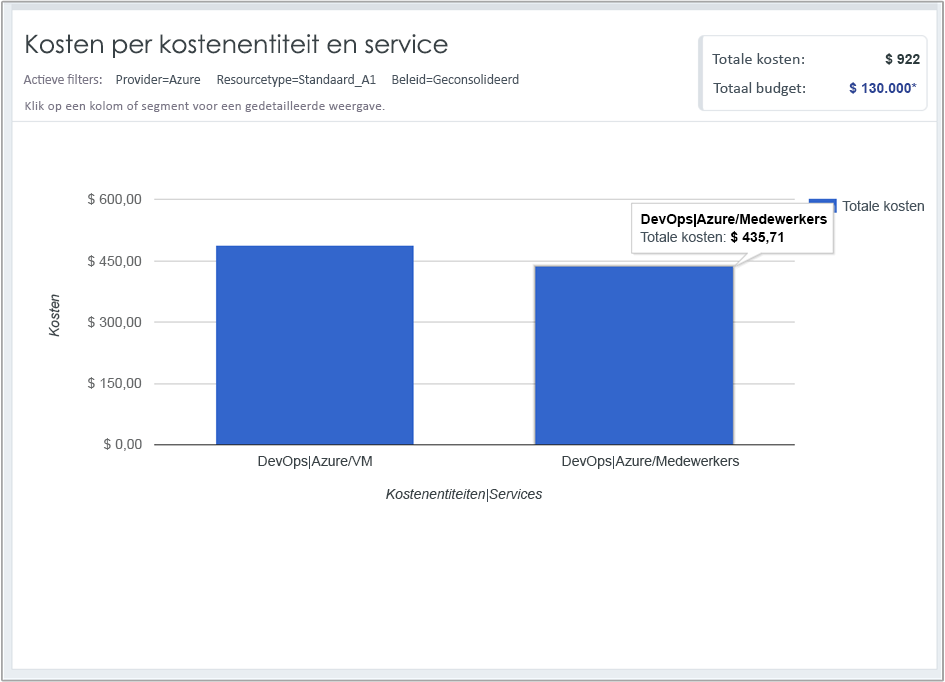 Kosten per kostenentiteit en service
Actieve filters: Provider=Azure Resourcetype=Standaard_A1 Beleid=Geconsolideerd
Klik op een kolom of segment voor een gedetailleerde weergave.
Totale kosten: $ 922
Totaal budget: $ 130.000*
$ 600,00
$ 450,00
$ 300,00
$ 150,00
$ 0,00
Kosten
DevOps|Azure/Medewerkers
Totale kosten: $ 435,71
Totale kosten
DevOps|Azure/VM
DevOps|Azure/Medewerkers
Kostenentiteiten|Services